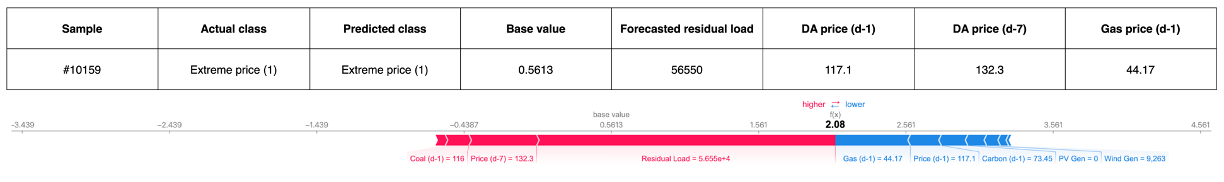 Sample Actual class Predicted class Base value Forecasted residual load DA price (d-1) DA price (d-7) Gas price (d-1)
#10159 Extreme price (1) Extreme price (1) 0.5613 56550 117.1 132.3 44.17
higher ⇄ lower
base value f(x)
−3.439 −2.439 −1.439 −0.4387 0.5613 1.561 2.08 2.561 3.561 4.561
Coal (d-1) = 116 Price (d-7) = 132.3 Residual Load = 5.655e+4 Gas (d-1) = 44.17 Price (d-1) = 117.1 Carbon (d-1) = 73.45 PV Gen = 0 Wind Gen = 9,263